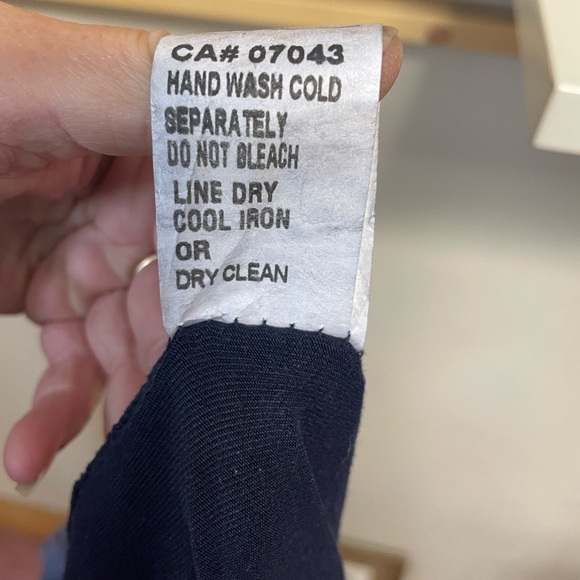 CA# 07043
HAND WASH COLD
SEPARATELY
DO NOT BLEACH
LINE DRY
COOL IRON
OR
DRY CLEAN